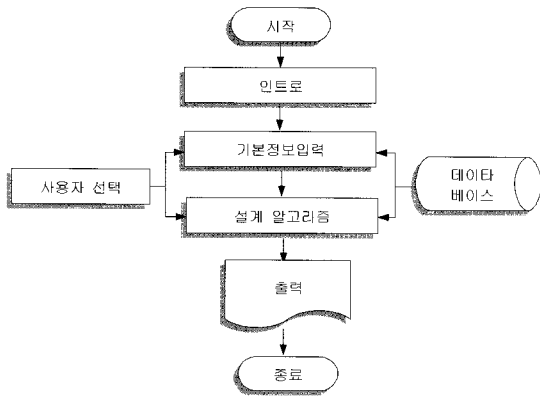 시작
인트로
기본정보입력
사용자 선택
데이타
베이스
설계 알고리즘
출력
종료